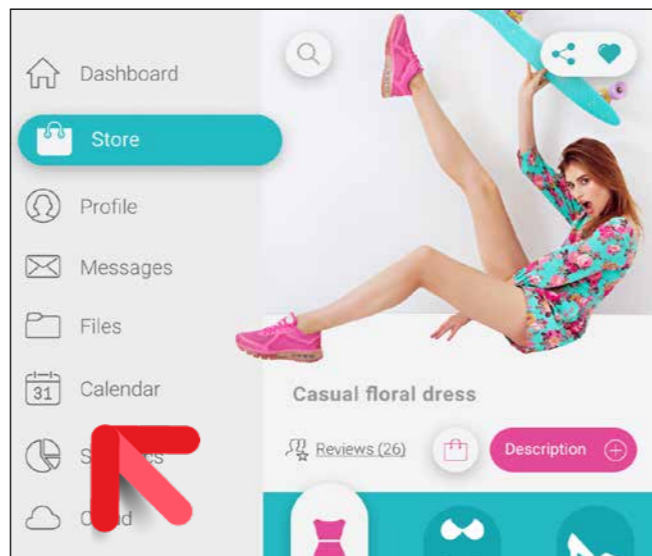 Dashboard
Store
Profile
Messages
Files
31 Calendar
Casual floral dress
Reviews (26)
Description